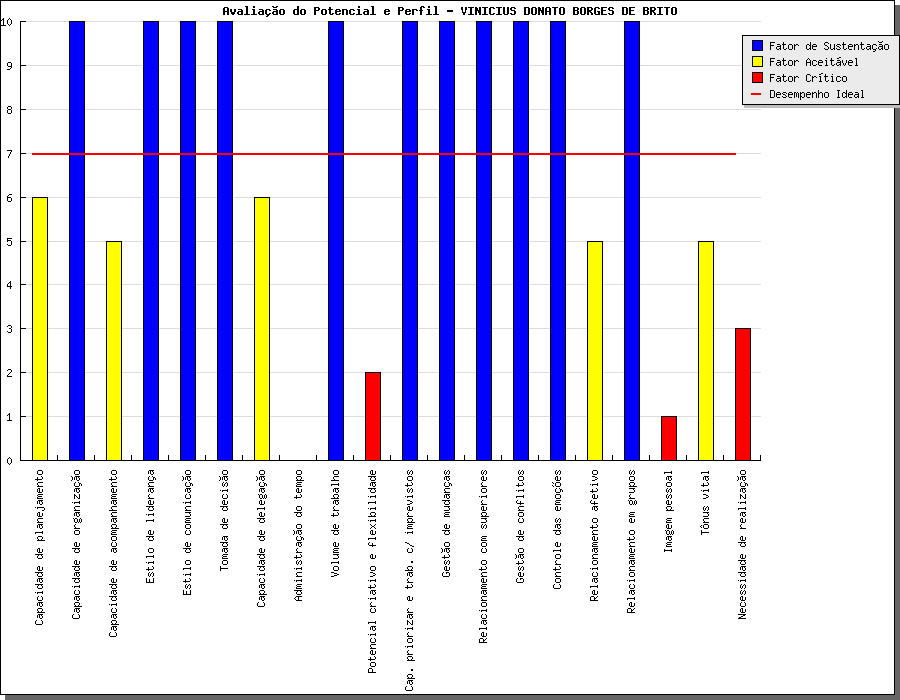 Avaliação do Potencial e Perfil - VINICIUS DONATO BORGES DE BRITO
10
9
8
7
6
5
4
3
2
1
0
Fator de Sustentação
Fator Aceitável
Fator Crítico
Desempenho Ideal
Capacidade de planejamento
Capacidade de organização
Capacidade de acompanhamento
Estilo de liderança
Estilo de comunicação
Tomada de decisão
Capacidade de delegação
Administração do tempo
Volume de trabalho
Potencial criativo e flexibilidade
Cap. priorizar e trab. c/ imprevistos
Gestão de mudanças
Relacionamento com superiores
Gestão de conflitos
Controle das emoções
Relacionamento afetivo
Relacionamento em grupos
Imagem pessoal
Tônus vital
Necessidade de realização